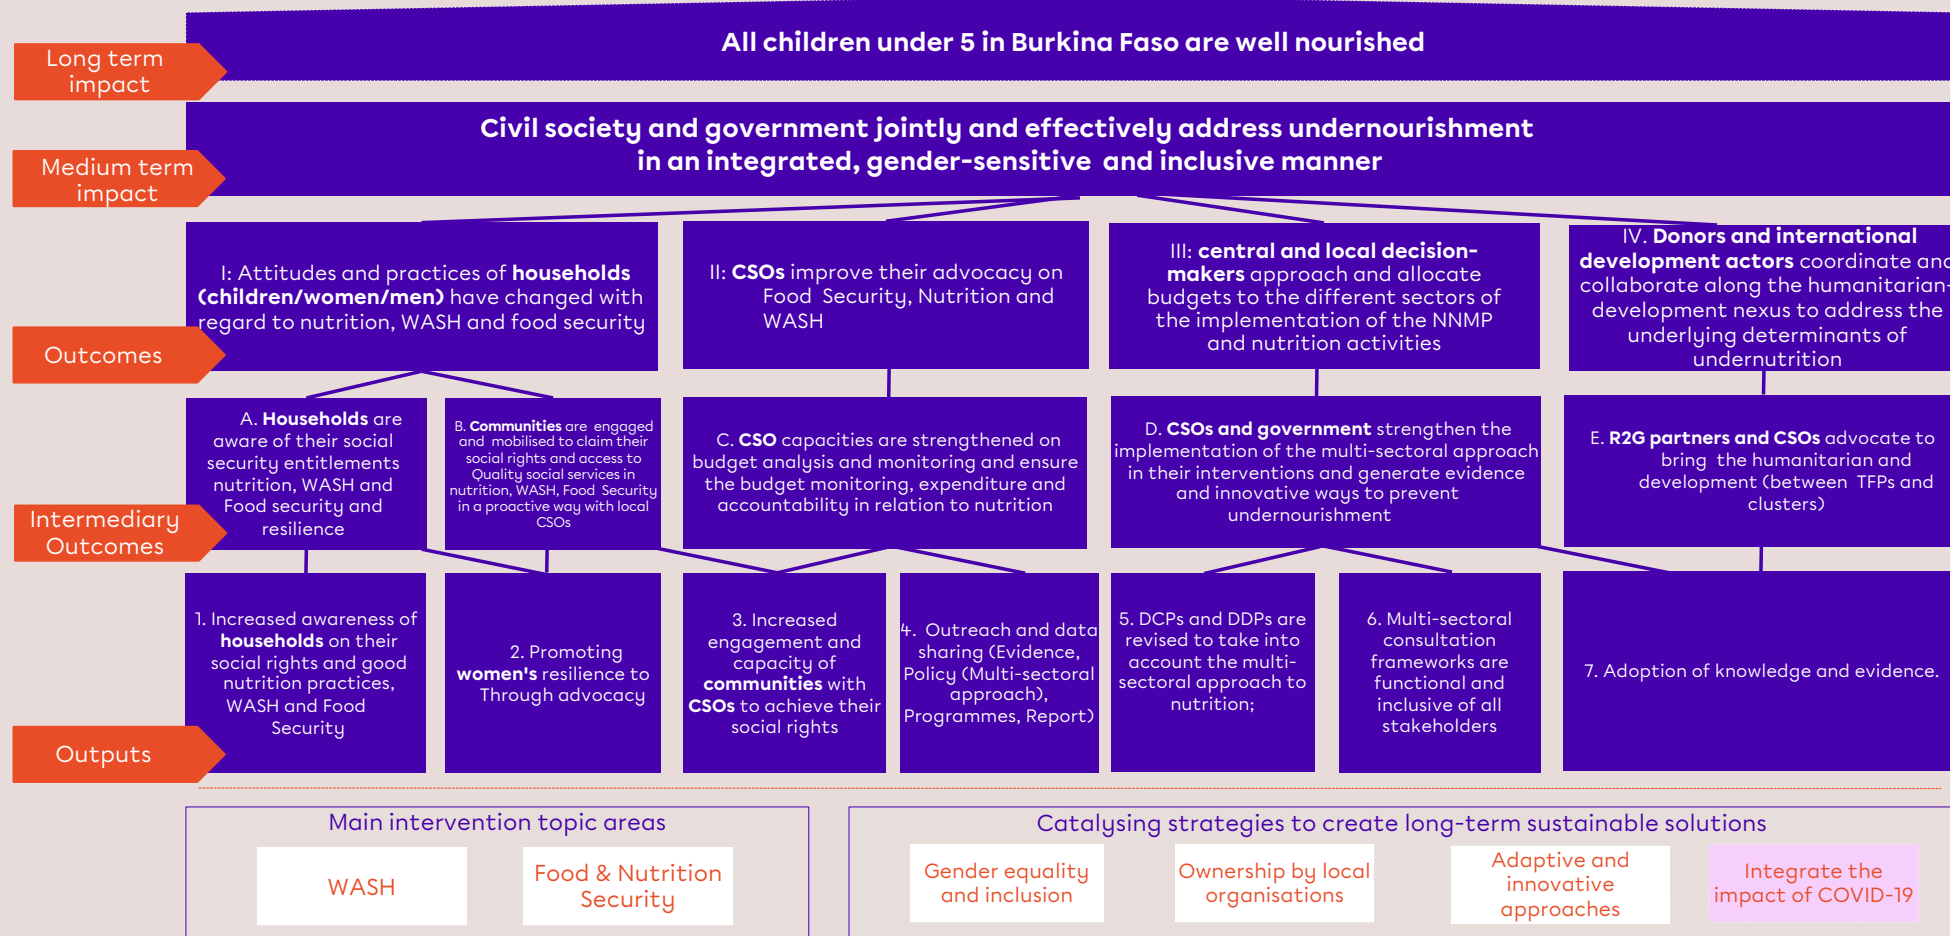 All children under 5 in Burkina Faso are well nourished
Long term
impact
Civil society and government jointly and effectively address undernourishment
in an integrated, gender-sensitive and inclusive manner
Medium term
impact
I: Attitudes and practices of households
(children/women/men) have changed with
regard to nutrition, WASH and food security
II: CSOs improve their advocacy on
Food Security, Nutrition and
WASH
III: central and local decision-
makers approach and allocate
budgets to the different sectors of
the implementation of the NNMP
and nutrition activities
IV. Donors and international
development actors coordinate and
collaborate along the humanitarian-
development nexus to address the
underlying determinants of
undernutrition
Outcomes
A. Households are
aware of their social
security entitlements
nutrition, WASH and
Food security and
resilience
B. Communities are engaged
and mobilised to claim their
social rights and access to
Quality social services in
nutrition, WASH, Food Security
in a proactive way with local
CSOs
C. CSO capacities are strengthened on
budget analysis and monitoring and ensure
the budget monitoring, expenditure and
accountability in relation to nutrition
D. CSOs and government strengthen the
implementation of the multi-sectoral approach
in their interventions and generate evidence
and innovative ways to prevent
undernourishment
E. R2G partners and CSOs advocate to
bring the humanitarian and
development (between TFPs and
clusters)
Intermediary
Outcomes
1. Increased awareness of
households on their
social rights and good
nutrition practices,
WASH and Food
Security
2. Promoting
women's resilience to
Through advocacy
3. Increased
engagement and
capacity of
communities with
CSOs to achieve their
social rights
4. Outreach and data
sharing (Evidence,
Policy (Multi-sectoral
approach),
Programmes, Report)
5. DCPs and DDPs are
revised to take into
account the multi-
sectoral approach to
nutrition;
6. Multi-sectoral
consultation
frameworks are
functional and
inclusive of all
stakeholders
7. Adoption of knowledge and evidence.
Outputs
Main intervention topic areas
WASH
Food & Nutrition
Security
Catalysing strategies to create long-term sustainable solutions
Gender equality
and inclusion
Ownership by local
organisations
Adaptive and
innovative
approaches
Integrate the
impact of COVID-19